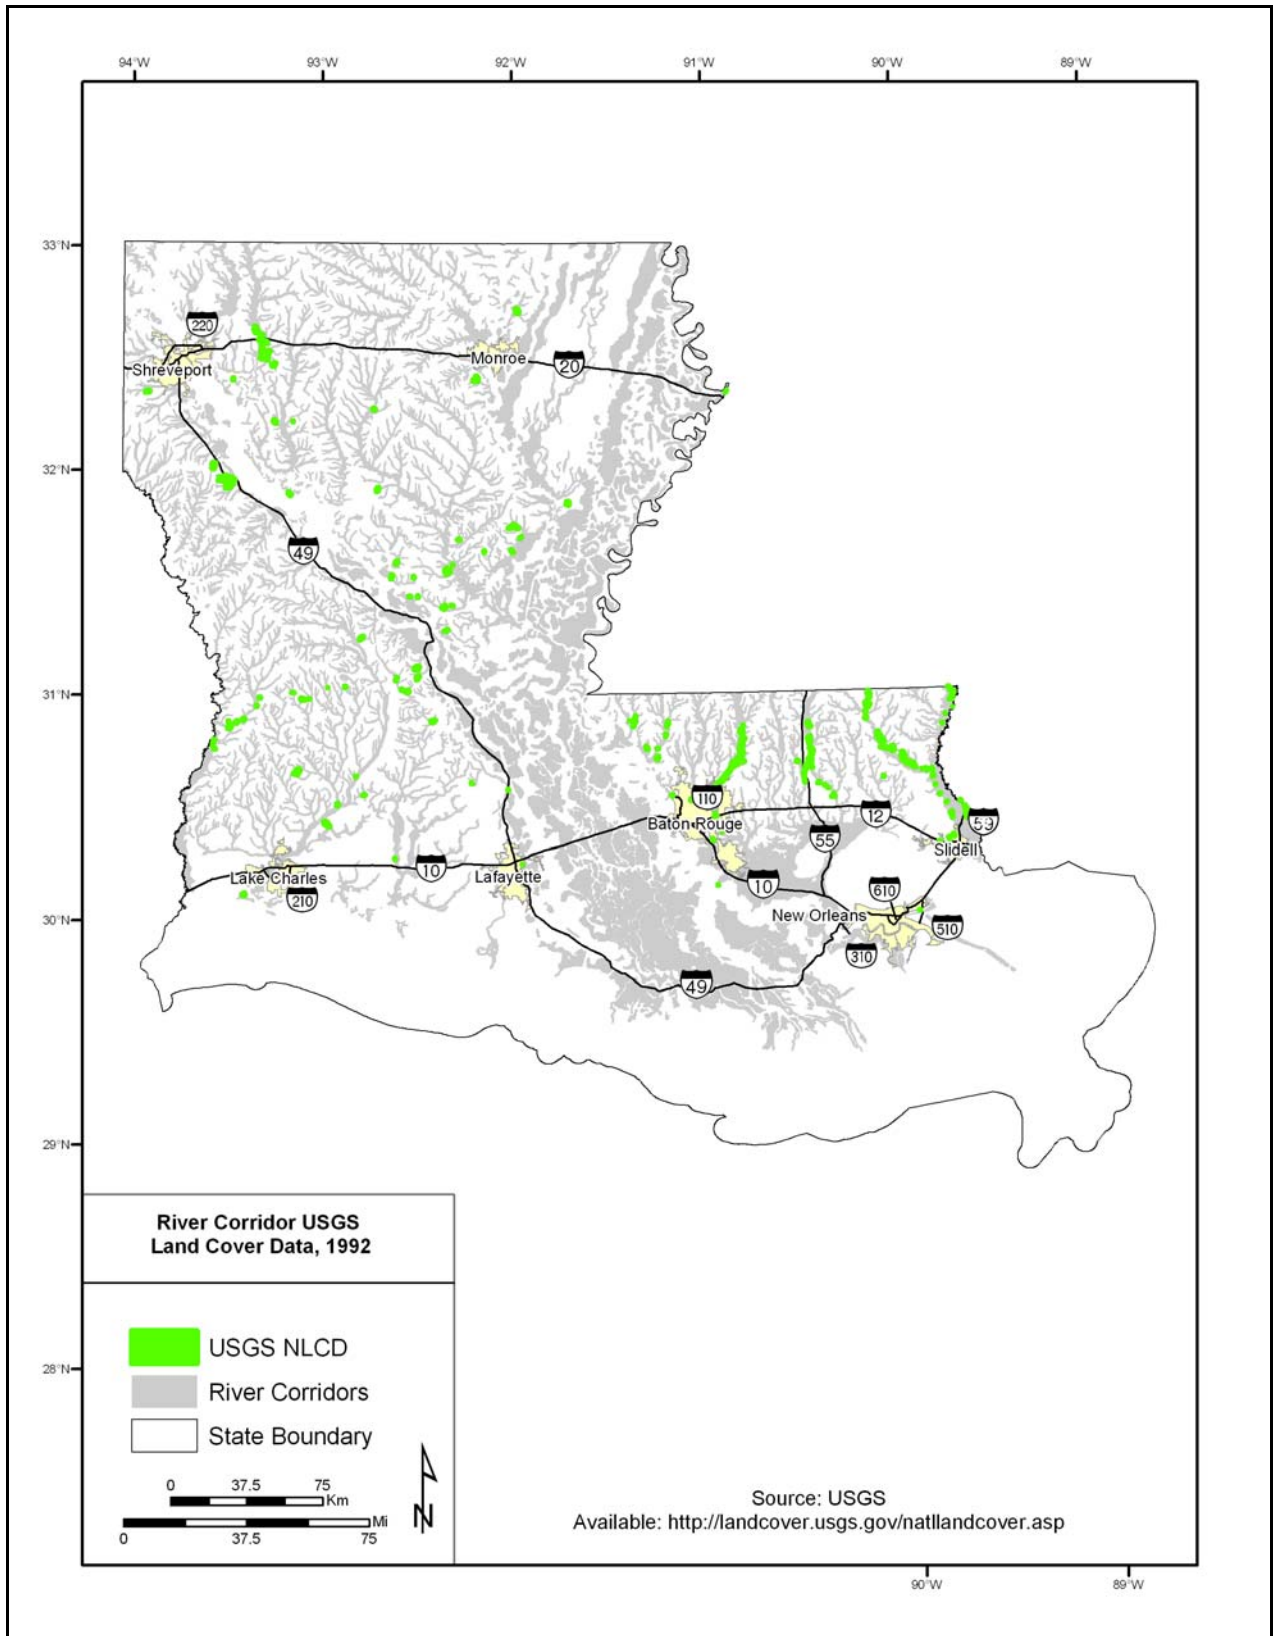 94°W 93°W 92°W 91°W 90°W 89°W
33°N
220
Monroe
20
Shreveport
32°N
49
31°N
110
12
59
Baton Rouge
55
Slidell
10
Lake Charles
Lafayette
10
610
210
New Orleans
30°N
510
310
49
29°N
River Corridor USGS
Land Cover Data, 1992
USGS NLCD
28°N
River Corridors
State Boundary
0 37.5 75
Km
Mi
0 37.5 75
N
Source: USGS
Available: http://landcover.usgs.gov/natllandcover.asp
90°W 89°W